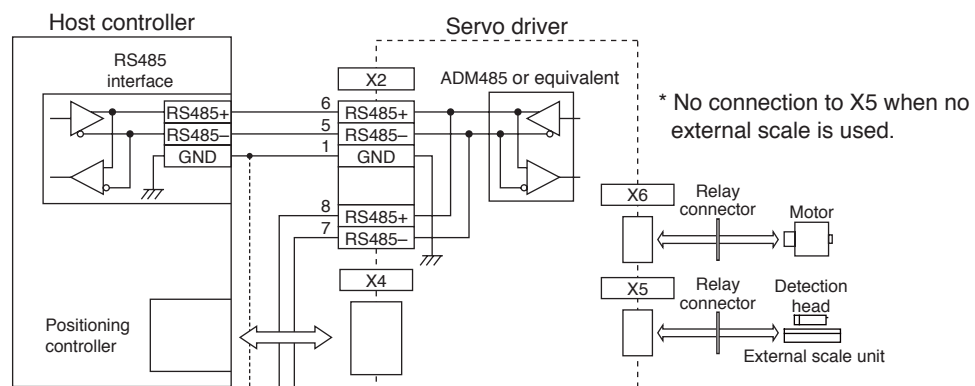 Host controller
Servo driver
RS485
interface
X2
ADM485 or equivalent
RS485+
6
RS485+
RS485–
5
RS485–
GND
1
GND
* No connection to X5 when no
external scale is used.
8
RS485+
7
RS485–
X6
Relay
connector
Motor
X4
X5
Relay
connector
Detection
head
Positioning
controller
External scale unit